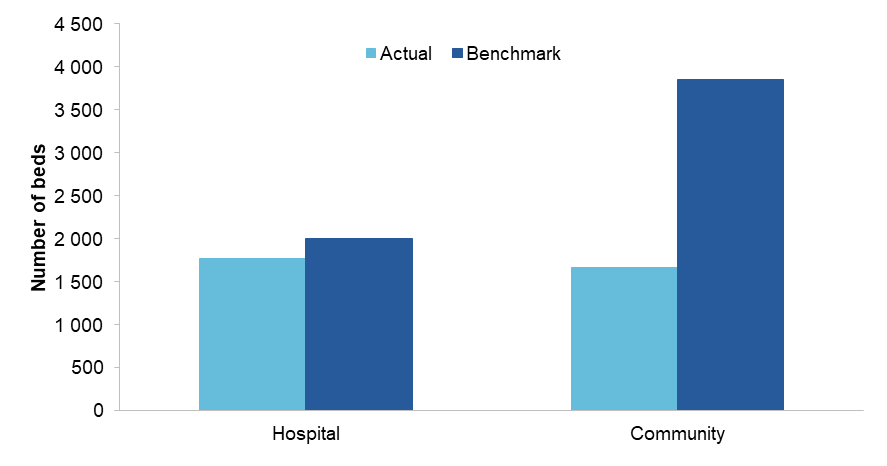 Number of beds
4 500
4 000
3 500
3 000
2 500
2 000
1 500
1 000
500
0
Actual
Benchmark
Hospital
Community